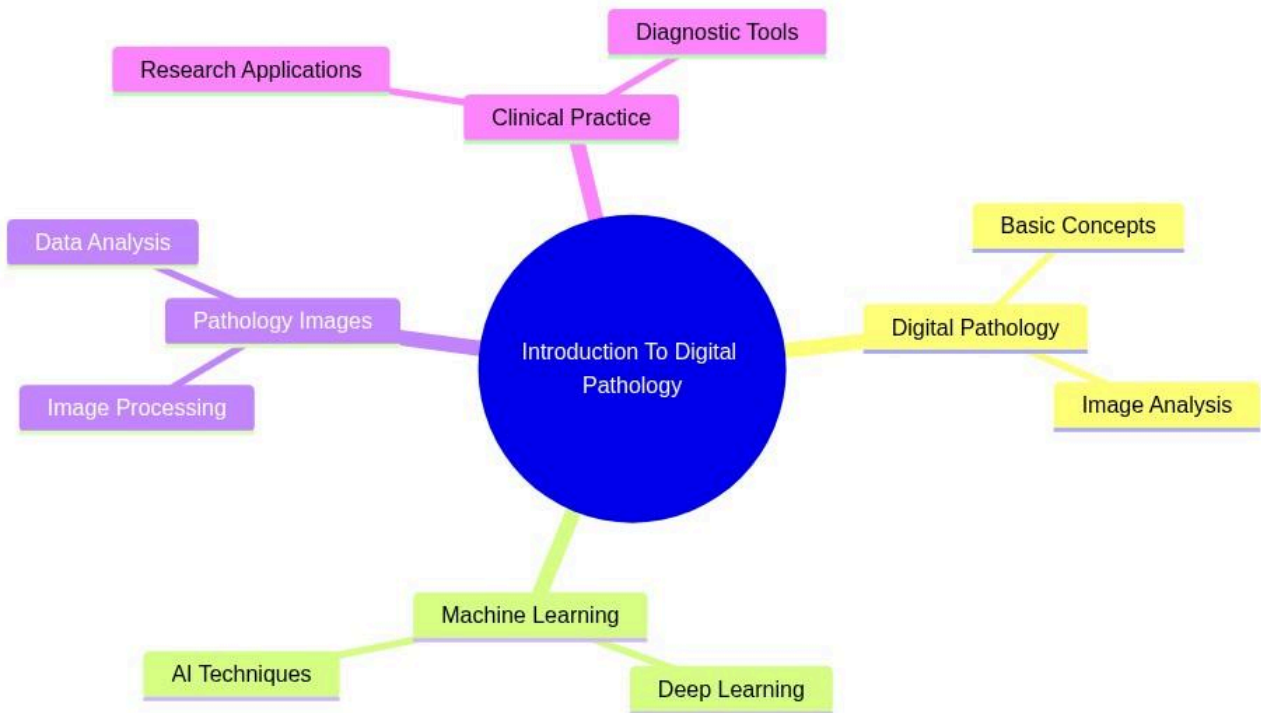 Diagnostic Tools
Research Applications
Clinical Practice
Basic Concepts
Data Analysis
Pathology Images
Digital Pathology
Introduction To Digital
Pathology
Image Processing
Image Analysis
Machine Learning
AI Techniques
Deep Learning